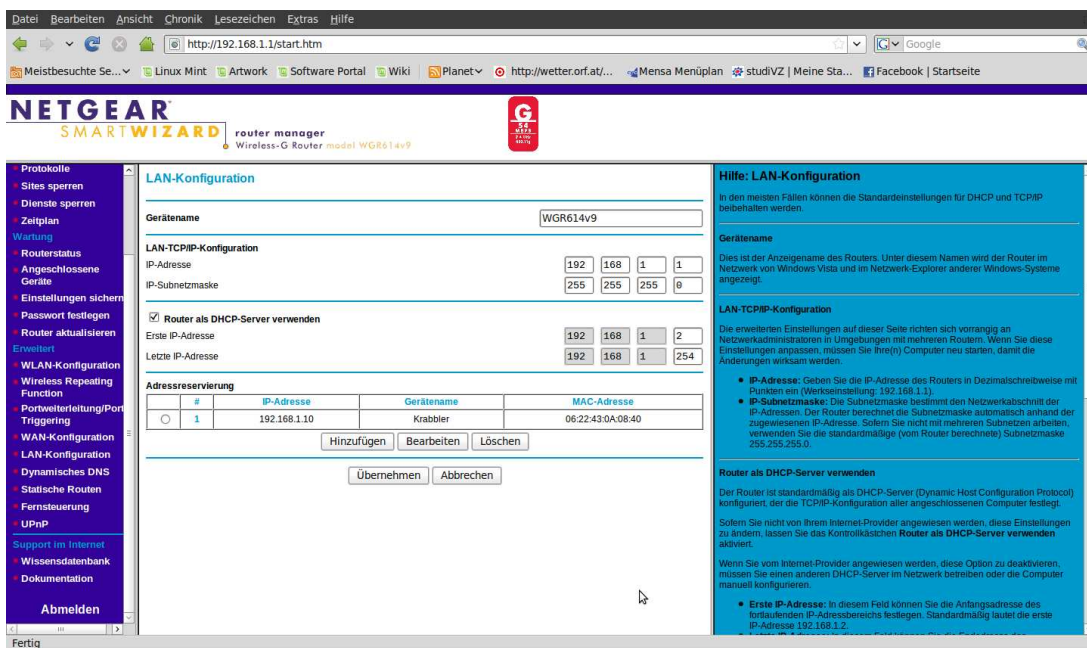 Datei Bearbeiten Ansicht Chronik Lesezeichen Extras Hilfe
http://192.168.1.1/start.htm
Google
Meistbesuchte Se... Linux Mint Artwork Software Portal Wiki Planet http://wetter.orf.at/... Mensa Menüplan studiVZ | Meine Sta... Facebook | Startseite
NETGEAR
SMARTWIZARD router manager
Wireless-G Router model WGR614v9
G
54
Protokolle
Sites sperren
Dienste sperren
Zeitplan
Wartung
Routerstatus
Angeschlossene
Geräte
Einstellungen sichern
Passwort festlegen
Router aktualisieren
Erweitert
WLAN-Konfiguration
Wireless Repeating
Function
Portweiterleitung/Port
Triggering
WAN-Konfiguration
LAN-Konfiguration
Dynamisches DNS
Statische Routen
Fernsteuerung
UPnP
Support im Internet
Wissensdatenbank
Dokumentation
Abmelden
LAN-Konfiguration
Gerätename WGR614v9
LAN-TCP/IP-Konfiguration
IP-Adresse 192 168 1 1
IP-Subnetzmaske 255 255 255 0
Router als DHCP-Server verwenden
Erste IP-Adresse 192 168 1 2
Letzte IP-Adresse 192 168 1 254
Adressreservierung
# IP-Adresse Gerätename MAC-Adresse
1 192.168.1.10 Krabbler 06:22:43:0A:08:40
Hinzufügen Bearbeiten Löschen
Übernehmen Abbrechen
Hilfe: LAN-Konfiguration
In den meisten Fällen können die Standardeinstellungen für DHCP und TCP/IP
beibehalten werden.
Gerätename
Dies ist der Anzeigename des Routers. Unter diesem Namen wird der Router im
Netzwerk von Windows Vista und im Netzwerk-Explorer anderer Windows-Systeme
angezeigt.
LAN-TCP/IP-Konfiguration
Die erweiterten Einstellungen auf dieser Seite richten sich vorrangig an
Netzwerkadministratoren in Umgebungen mit mehreren Routern. Wenn Sie diese
Einstellungen anpassen, müssen Sie Ihre(n) Computer neu starten, damit die
Änderungen wirksam werden.
IP-Adresse: Geben Sie die IP-Adresse des Routers in Dezimalschreibweise mit
Punkten ein (Werkseinstellung: 192.168.1.1).
IP-Subnetzmaske: Die Subnetzmaske bestimmt den Netzwerkabschnitt der
IP-Adressen. Der Router berechnet die Subnetzmaske automatisch anhand der
zugewiesenen IP-Adresse. Sofern Sie nicht mit mehreren Subnetzen arbeiten,
verwenden Sie die standardmäßige (vom Router berechnete) Subnetzmaske
255.255.255.0.
Router als DHCP-Server verwenden
Der Router ist standardmäßig als DHCP-Server (Dynamic Host Configuration Protocol)
konfiguriert, der die TCP/IP-Konfiguration aller angeschlossenen Computer festlegt.
Sofern Sie nicht von Ihrem Internet-Provider angewiesen werden, diese Einstellungen
zu ändern, lassen Sie das Kontrollkästchen Router als DHCP-Server verwenden
aktiviert.
Wenn Sie vom Internet-Provider angewiesen werden, diese Option zu deaktivieren,
müssen Sie einen anderen DHCP-Server im Netzwerk betreiben oder die Computer
manuell konfigurieren.
Erste IP-Adresse: In diesem Feld können Sie die Anfangsadresse des
fortlaufenden IP-Adressbereichs festlegen. Standardmäßig lautet die erste
IP-Adresse 192.168.1.2.
Fertig